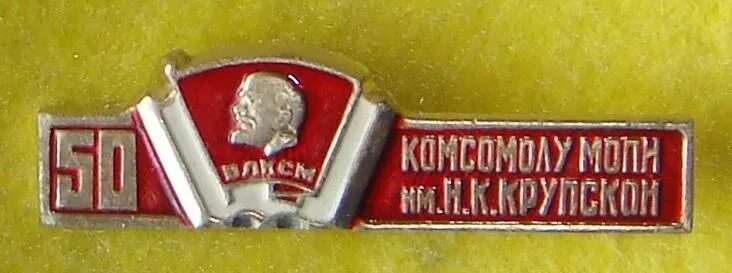 50
ВЛКСМ
КОМСОМОЛУ МОПИ
ИМ. Н.К. КРУПСКОЙ